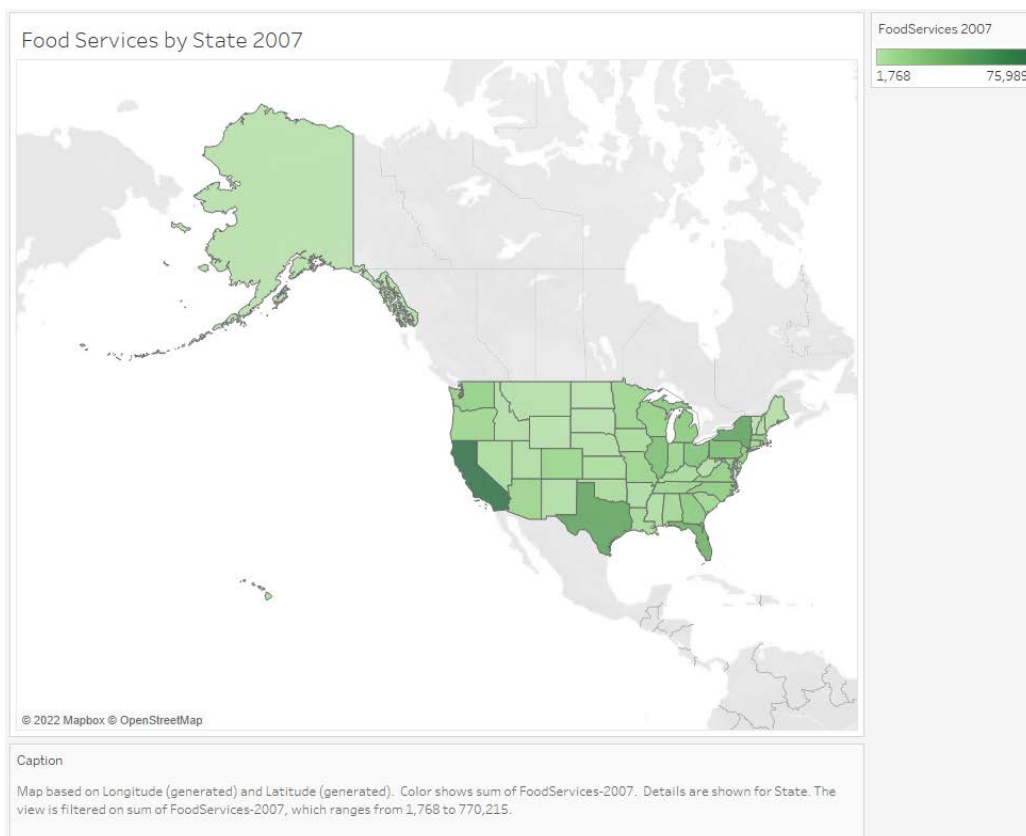 Food Services by State 2007
FoodServices 2007
1,768 75,989
© 2022 Mapbox © OpenStreetMap
Caption
Map based on Longitude (generated) and Latitude (generated). Color shows sum of FoodServices-2007. Details are shown for State. The
view is filtered on sum of FoodServices-2007, which ranges from 1,768 to 770,215.